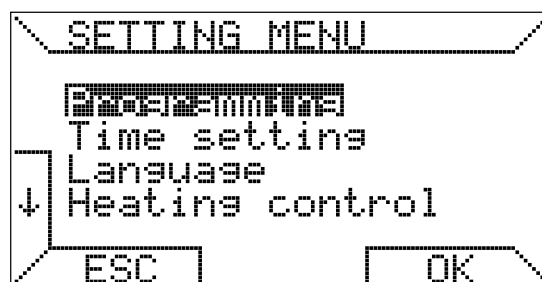 SETTING MENU
Programming
Time setting
Language
↓ Heating control
ESC OK